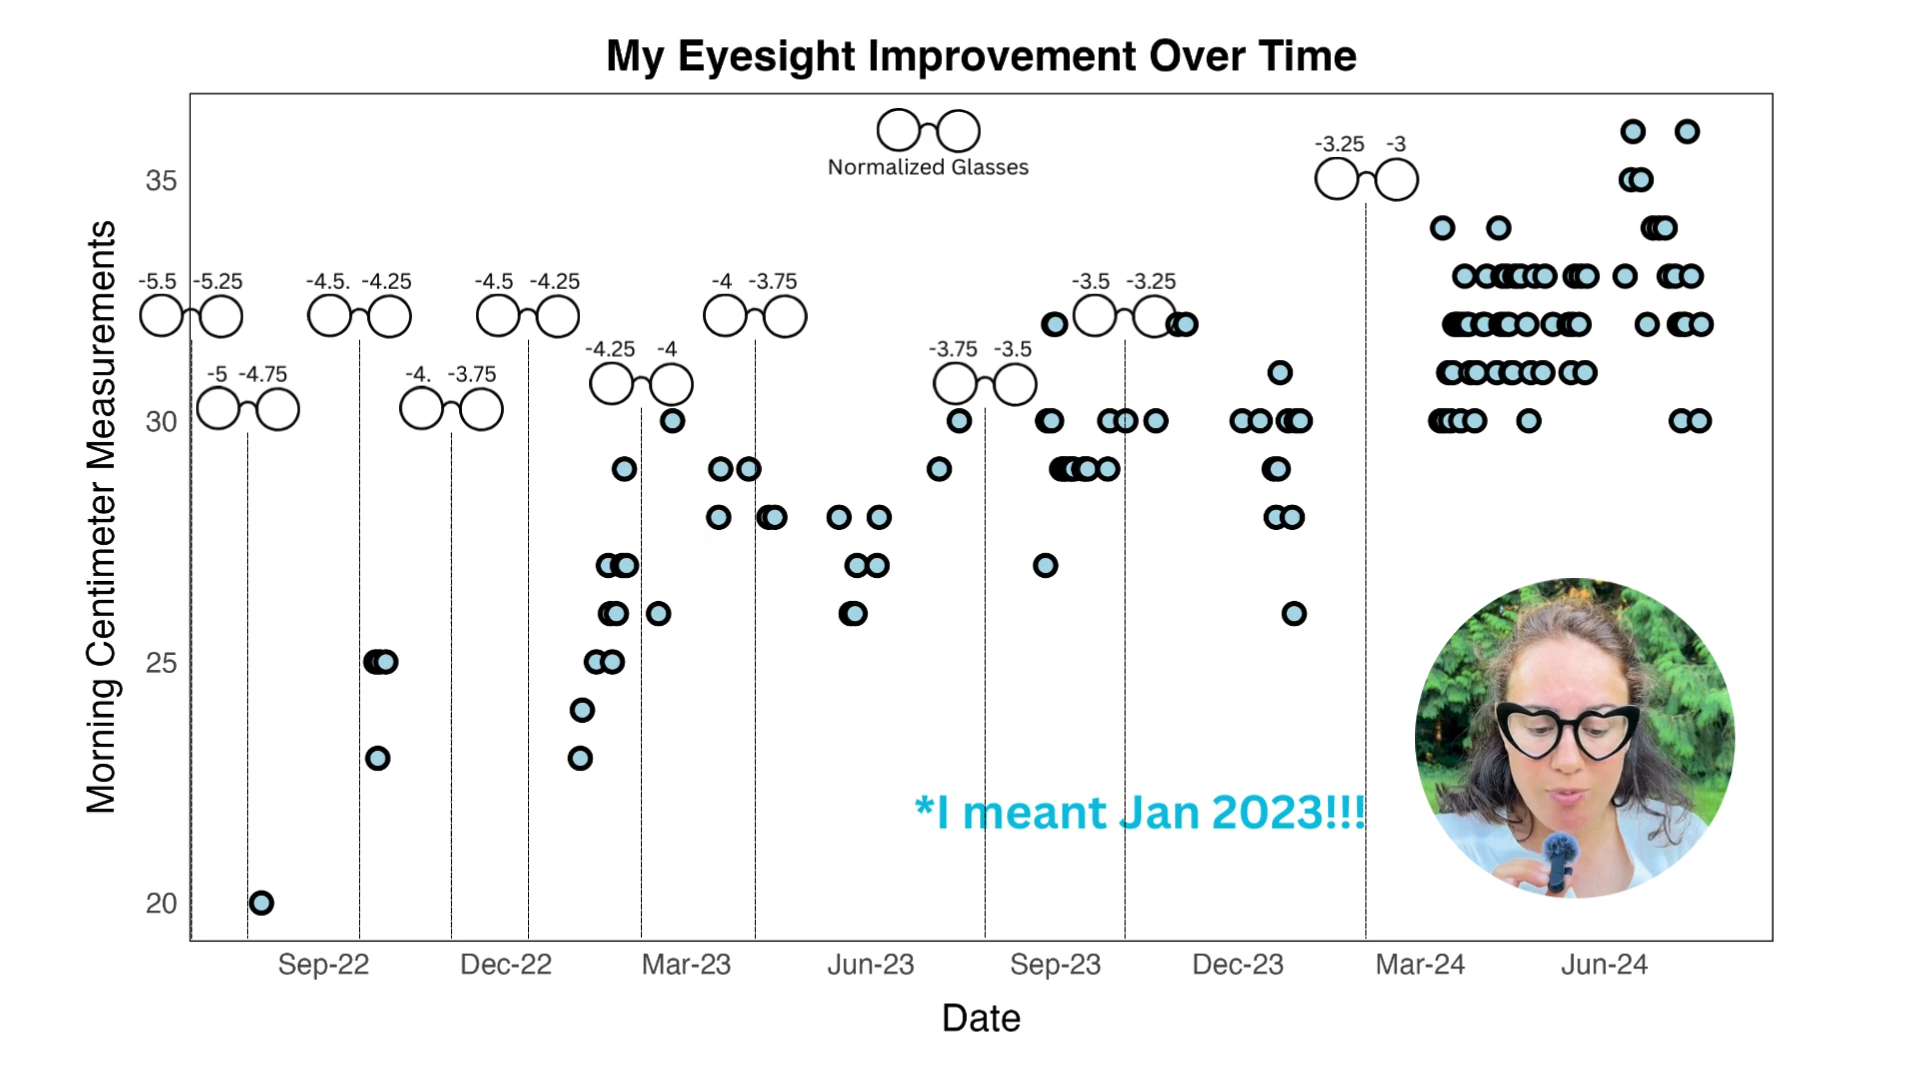 My Eyesight Improvement Over Time
Normalized Glasses
-3.25 -3
-5.5 -5.25
-4.5. -4.25
-4.5 -4.25
-4 -3.75
-3.5 -3.25
-4.25 -4
-3.75 -3.5
-5 -4.75
-4. -3.75
35
30
25
20
Morning Centimeter Measurements
*I meant Jan 2023!!!
Sep-22 Dec-22 Mar-23 Jun-23 Sep-23 Dec-23 Mar-24 Jun-24
Date